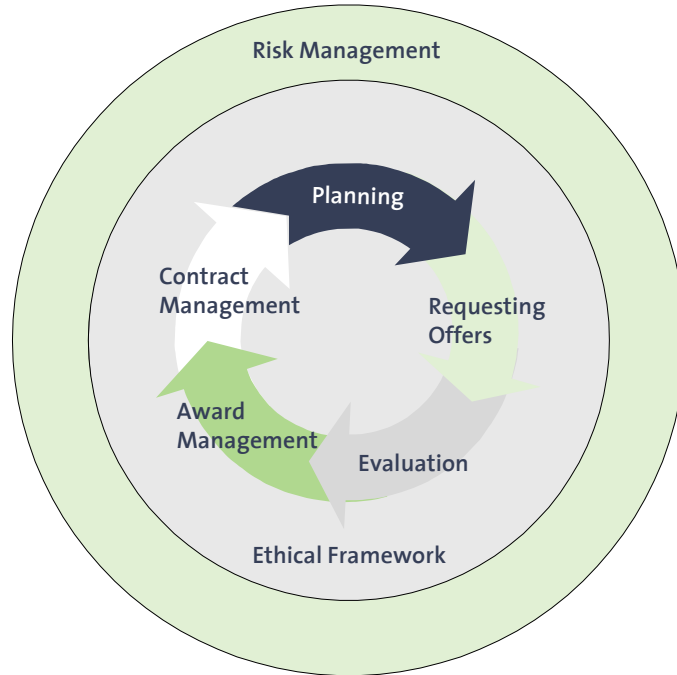 Risk Management
Planning
Contract
Management
Requesting
Offers
Award
Management
Evaluation
Ethical Framework